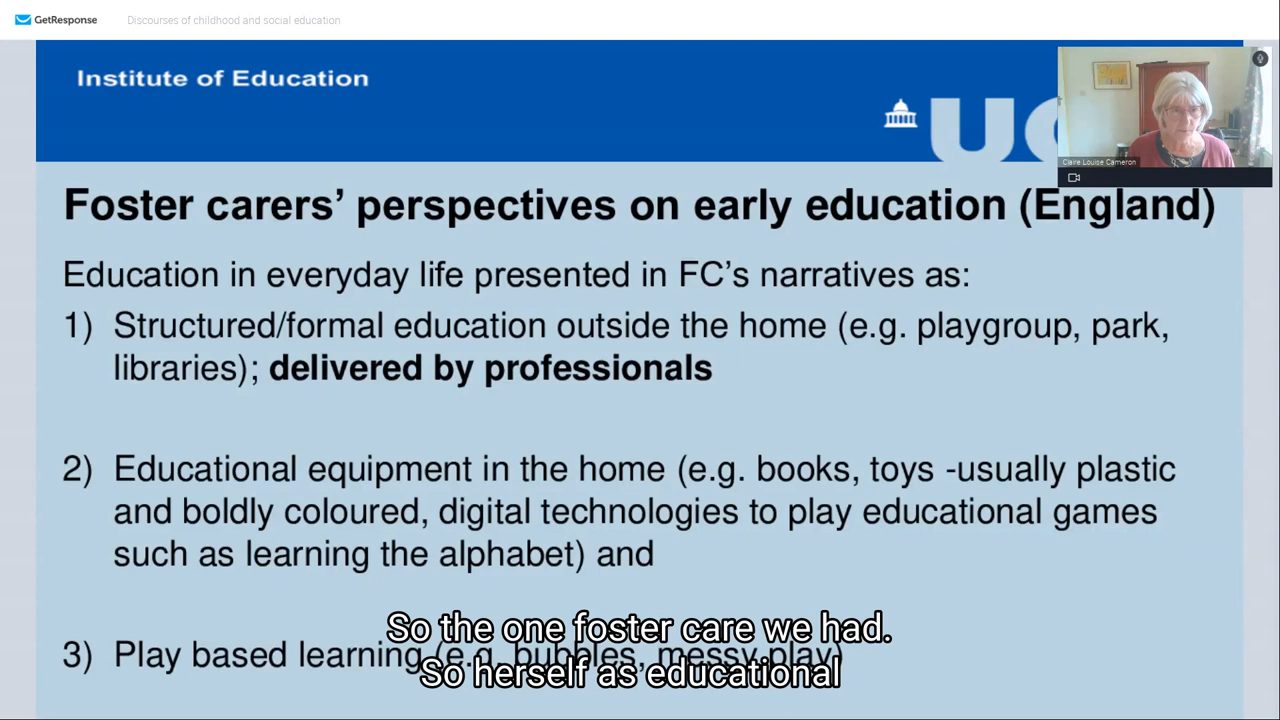 GetResponse Discourses of childhood and social education
Institute of Education
UC
Claire Louise Cameron
Foster carers’ perspectives on early education (England)
Education in everyday life presented in FC’s narratives as:
1) Structured/formal education outside the home (e.g. playgroup, park,
libraries); delivered by professionals
2) Educational equipment in the home (e.g. books, toys -usually plastic
and boldly coloured, digital technologies to play educational games
such as learning the alphabet) and
So the one foster care we had.
3) Play based learning (e.g. bubbles, messy play)
So herself as educational